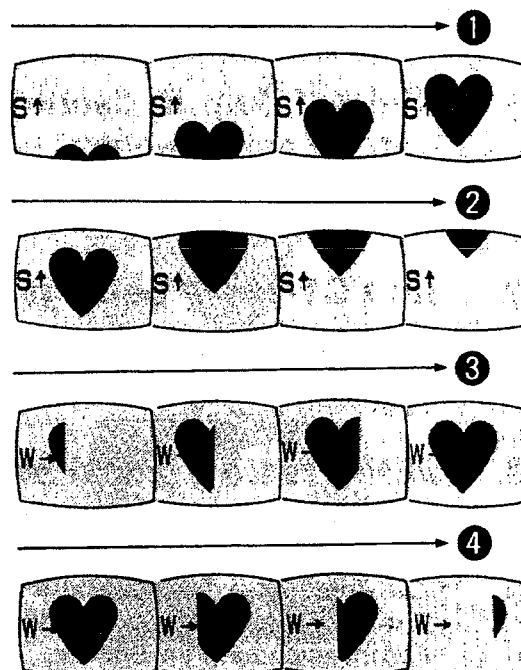 1
S↑ S↑ S↑ S↑
2
S↑ S↑ S↑ S↑
3
W→ W→ W→ W→
4
W→ W→ W→ W→